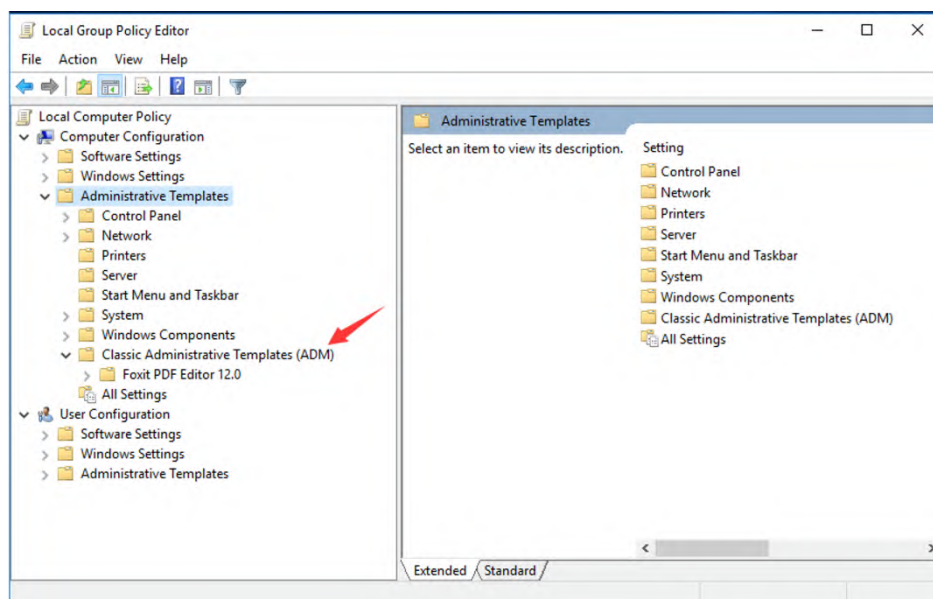 Local Group Policy Editor
File Action View Help
Local Computer Policy
Computer Configuration
Software Settings
Windows Settings
Administrative Templates
Control Panel
Network
Printers
Server
Start Menu and Taskbar
System
Windows Components
Classic Administrative Templates (ADM)
Foxit PDF Editor 12.0
All Settings
User Configuration
Software Settings
Windows Settings
Administrative Templates
Administrative Templates
Select an item to view its description.
Setting
Control Panel
Network
Printers
Server
Start Menu and Taskbar
System
Windows Components
Classic Administrative Templates (ADM)
All Settings
Extended Standard